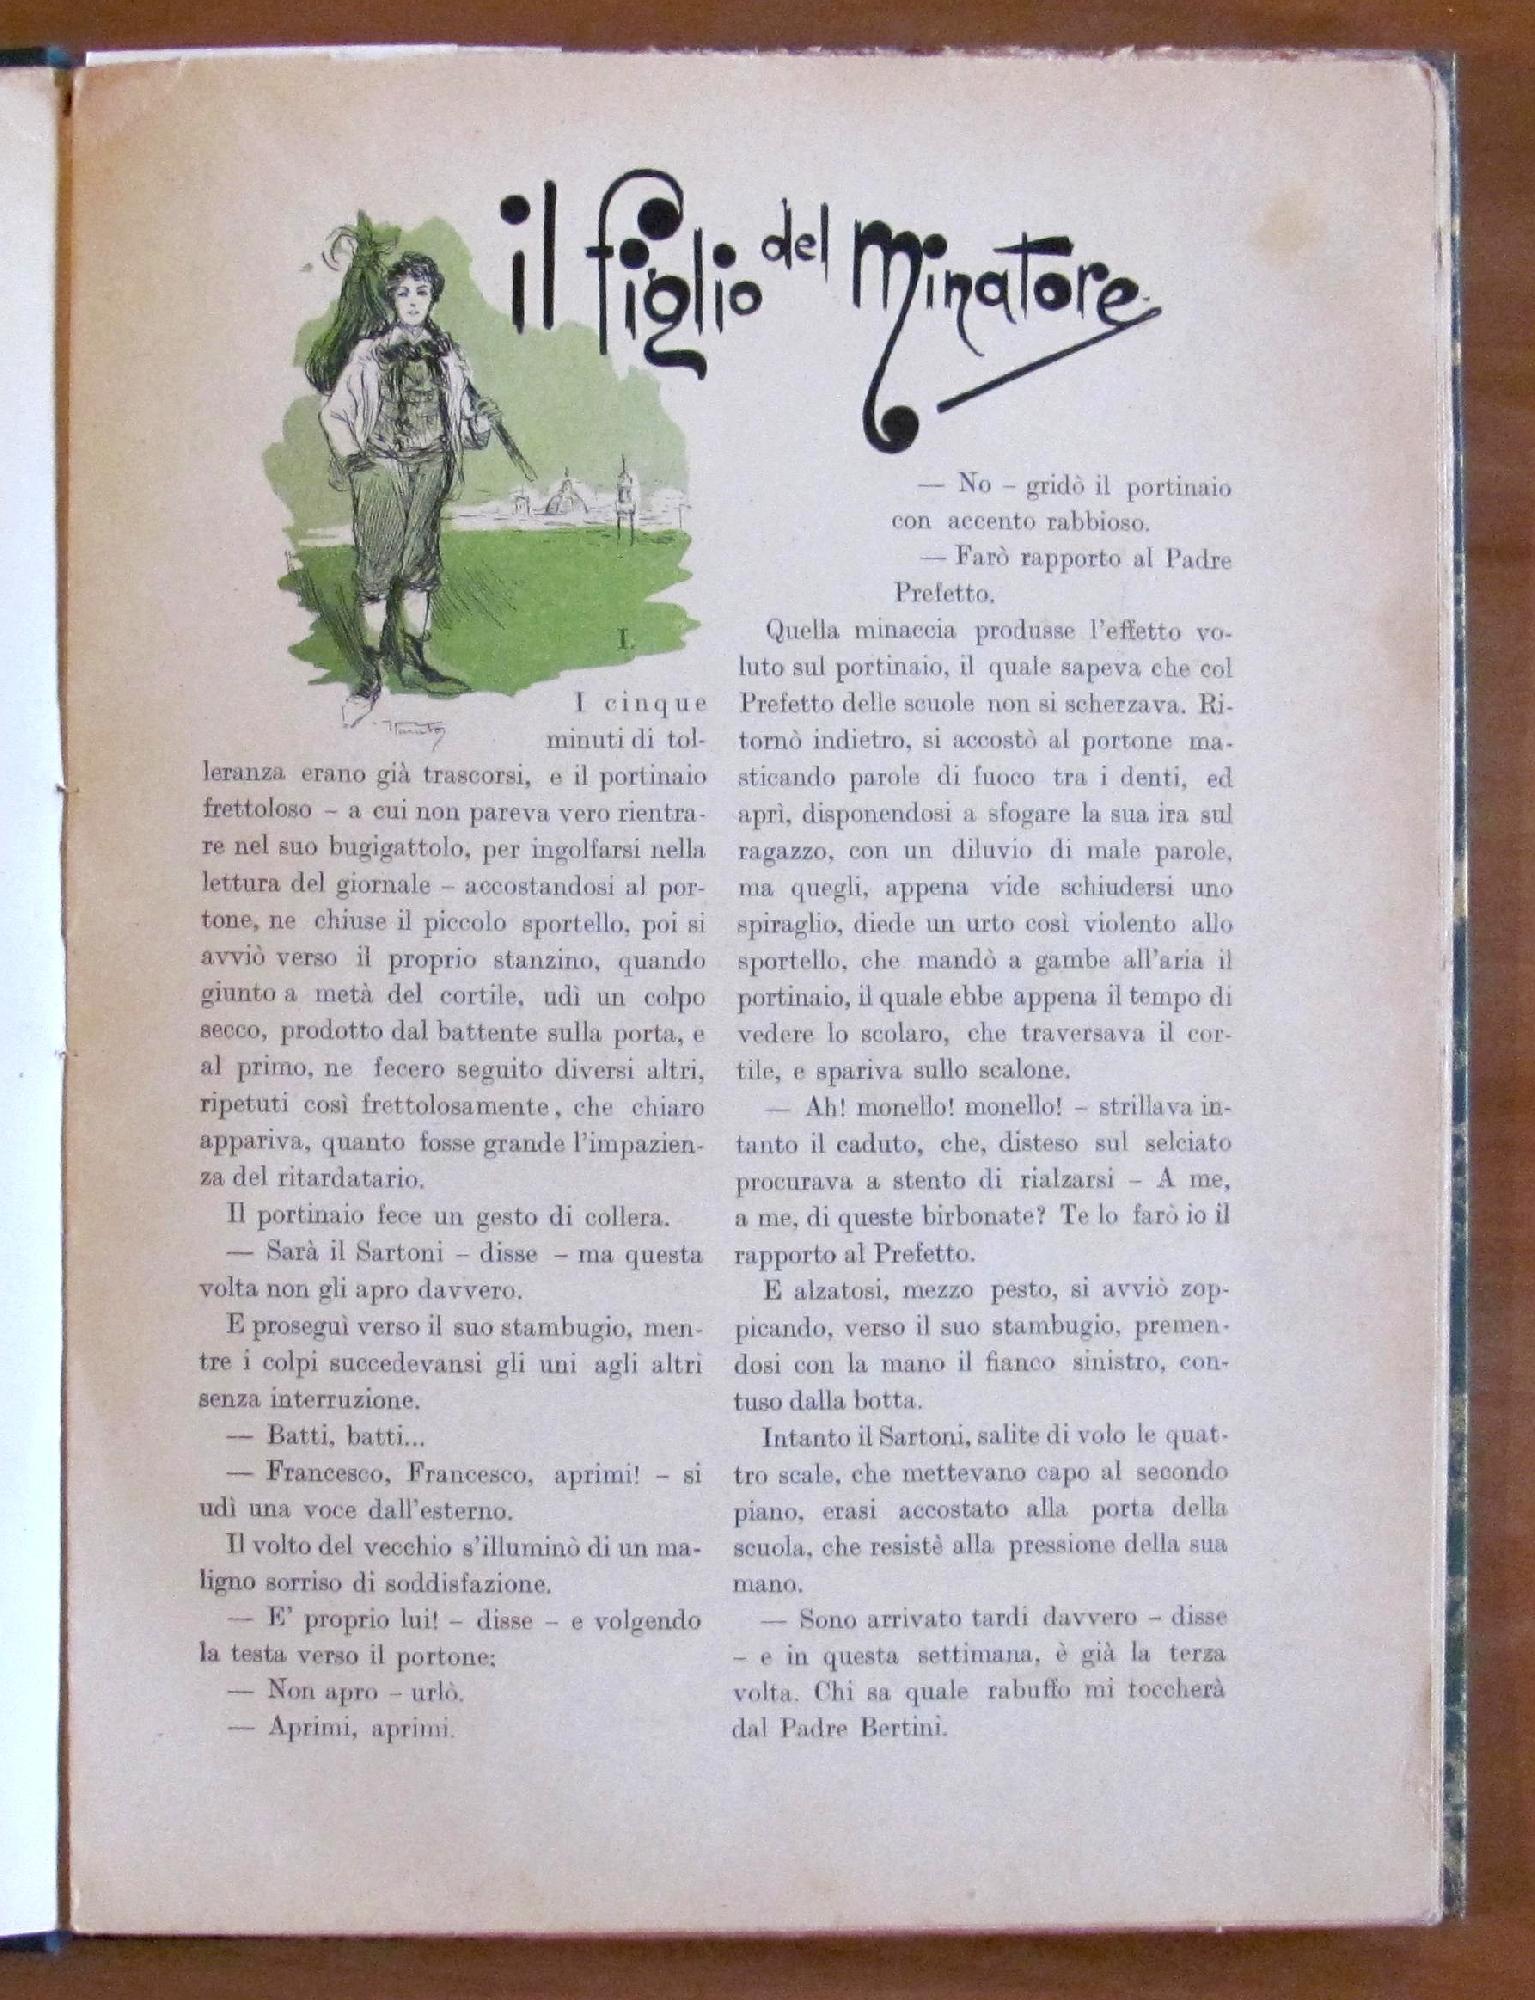 il figlio del Minatore
I.
I cinque
minuti di tol-
leranza erano già trascorsi, e il portinaio
frettoloso – a cui non pareva vero rientra-
re nel suo bugigattolo, per ingolfarsi nella
lettura del giornale – accostandosi al por-
tone, ne chiuse il piccolo sportello, poi si
avviò verso il proprio stanzino, quando
giunto a metà del cortile, udì un colpo
secco, prodotto dal battente sulla porta, e
al primo, ne fecero seguito diversi altri,
ripetuti così frettolosamente, che chiaro
appariva, quanto fosse grande l'impazien-
za del ritardatario.
Il portinaio fece un gesto di collera.
— Sarà il Sartoni – disse – ma questa
volta non gli apro davvero.
E proseguì verso il suo stambugio, men-
tre i colpi succedevansi gli uni agli altri
senza interruzione.
— Batti, batti...
— Francesco, Francesco, aprimi! – si
udì una voce dall'esterno.
Il volto del vecchio s'illuminò di un ma-
ligno sorriso di soddisfazione.
— E' proprio lui! – disse – e volgendo
la testa verso il portone:
— Non apro – urlò.
— Aprimi, aprimi.
— No – gridò il portinaio
con accento rabbioso.
— Farò rapporto al Padre
Prefetto.
Quella minaccia produsse l'effetto vo-
luto sul portinaio, il quale sapeva che col
Prefetto delle scuole non si scherzava. Ri-
tornò indietro, si accostò al portone ma-
sticando parole di fuoco tra i denti, ed
aprì, disponendosi a sfogare la sua ira sul
ragazzo, con un diluvio di male parole,
ma quegli, appena vide schiudersi uno
spiraglio, diede un urto così violento allo
sportello, che mandò a gambe all'aria il
portinaio, il quale ebbe appena il tempo di
vedere lo scolaro, che traversava il cor-
tile, e spariva sullo scalone.
— Ah! monello! monello! – strillava in-
tanto il caduto, che, disteso sul selciato
procurava a stento di rialzarsi – A me,
a me, di queste birbonate? Te lo farò io il
rapporto al Prefetto.
E alzatosi, mezzo pesto, si avviò zop-
picando, verso il suo stambugio, premen-
dosi con la mano il fianco sinistro, con-
tuso dalla botta.
Intanto il Sartoni, salite di volo le quat-
tro scale, che mettevano capo al secondo
piano, erasi accostato alla porta della
scuola, che resistè alla pressione della sua
mano.
— Sono arrivato tardi davvero – disse
– e in questa settimana, è già la terza
volta. Chi sa quale rabuffo mi toccherà
dal Padre Bertini.